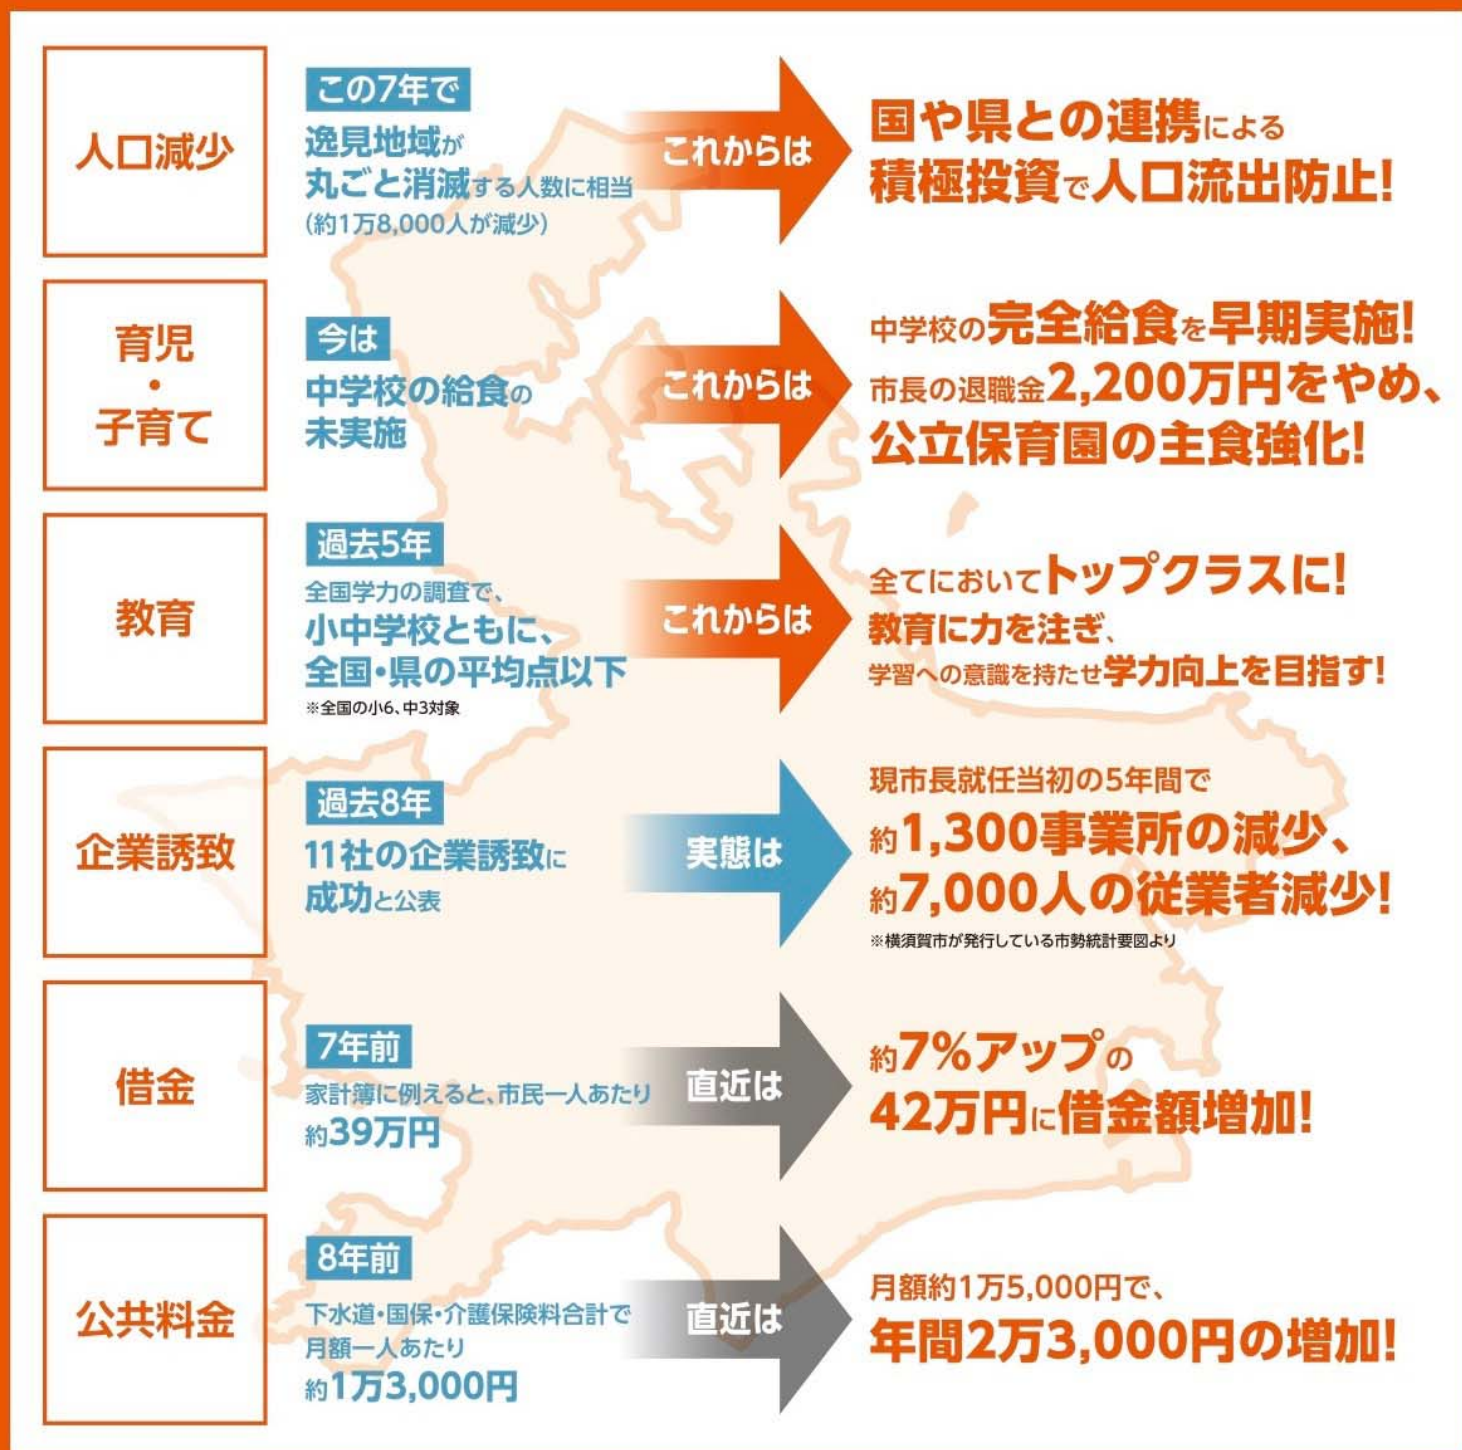 人口減少
この7年で
逸見地域が
丸ごと消滅する人数に相当
(約1万8,000人が減少)
これからは
国や県との連携による
積極投資で人口流出防止!
育児
・
子育て
今は
中学校の給食の
未実施
これからは
中学校の完全給食を早期実施!
市長の退職金2,200万円をやめ、
公立保育園の主食強化!
教育
過去5年
全国学力の調査で、
小中学校ともに、
全国・県の平均点以下
※全国の小6、中3対象
これからは
全てにおいてトップクラスに!
教育に力を注ぎ、
学習への意識を持たせ学力向上を目指す!
企業誘致
過去8年
11社の企業誘致に
成功と公表
実態は
現市長就任当初の5年間で
約1,300事業所の減少、
約7,000人の従業者減少!
※横須賀市が発行している市勢統計要図より
借金
7年前
家計簿に例えると、市民一人あたり
約39万円
直近は
約7%アップの
42万円に借金額増加!
公共料金
8年前
下水道・国保・介護保険料合計で
月額一人あたり
約1万3,000円
直近は
月額約1万5,000円で、
年間2万3,000円の増加!